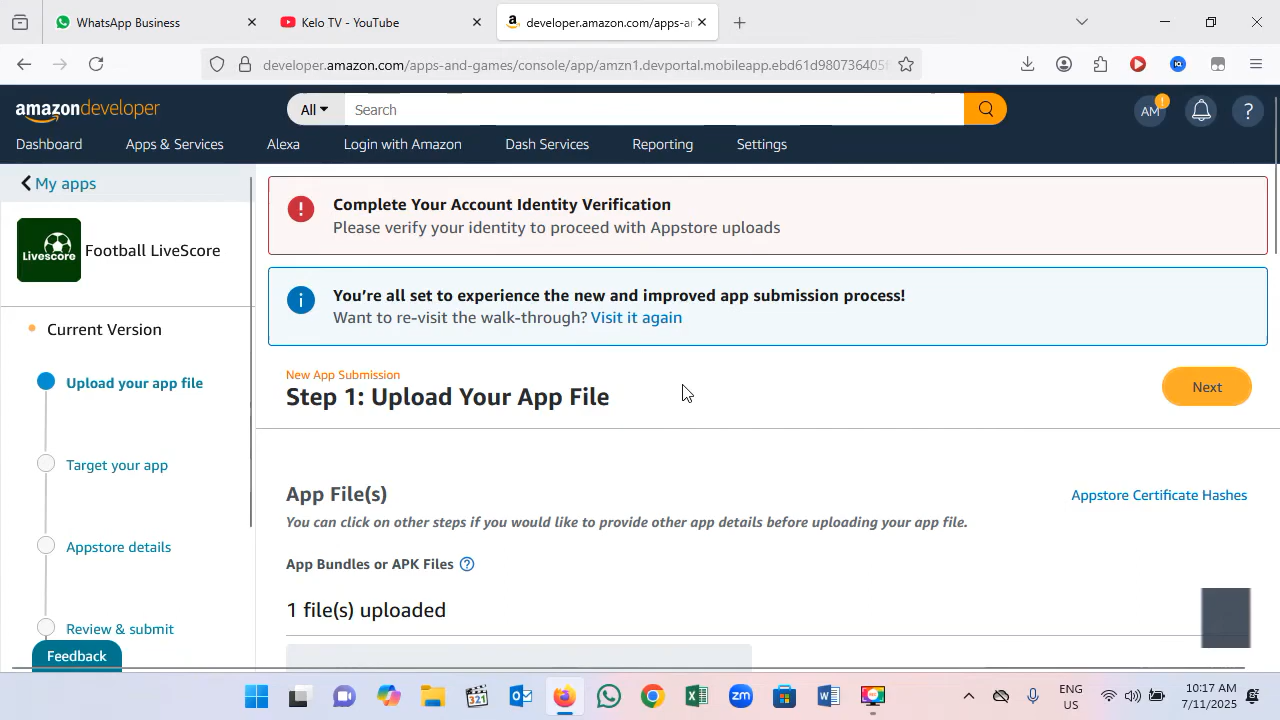 WhatsApp Business
Kelo TV - YouTube
developer.amazon.com/apps-ar
developer.amazon.com/apps-and-games/console/app/amzn1.devportal.mobileapp.ebd61d980736405
amazondeveloper
All
Search
AM
!
?
Dashboard
Apps & Services
Alexa
Login with Amazon
Dash Services
Reporting
Settings
My apps
Livescore
Football LiveScore
Current Version
Upload your app file
Target your app
Appstore details
Review & submit
Feedback
Complete Your Account Identity Verification
Please verify your identity to proceed with Appstore uploads
You're all set to experience the new and improved app submission process!
Want to re-visit the walk-through? Visit it again
New App Submission
Step 1: Upload Your App File
Next
App File(s)
Appstore Certificate Hashes
You can click on other steps if you would like to provide other app details before uploading your app file.
App Bundles or APK Files ?
1 file(s) uploaded
ENG
US
10:17 AM
7/11/2025